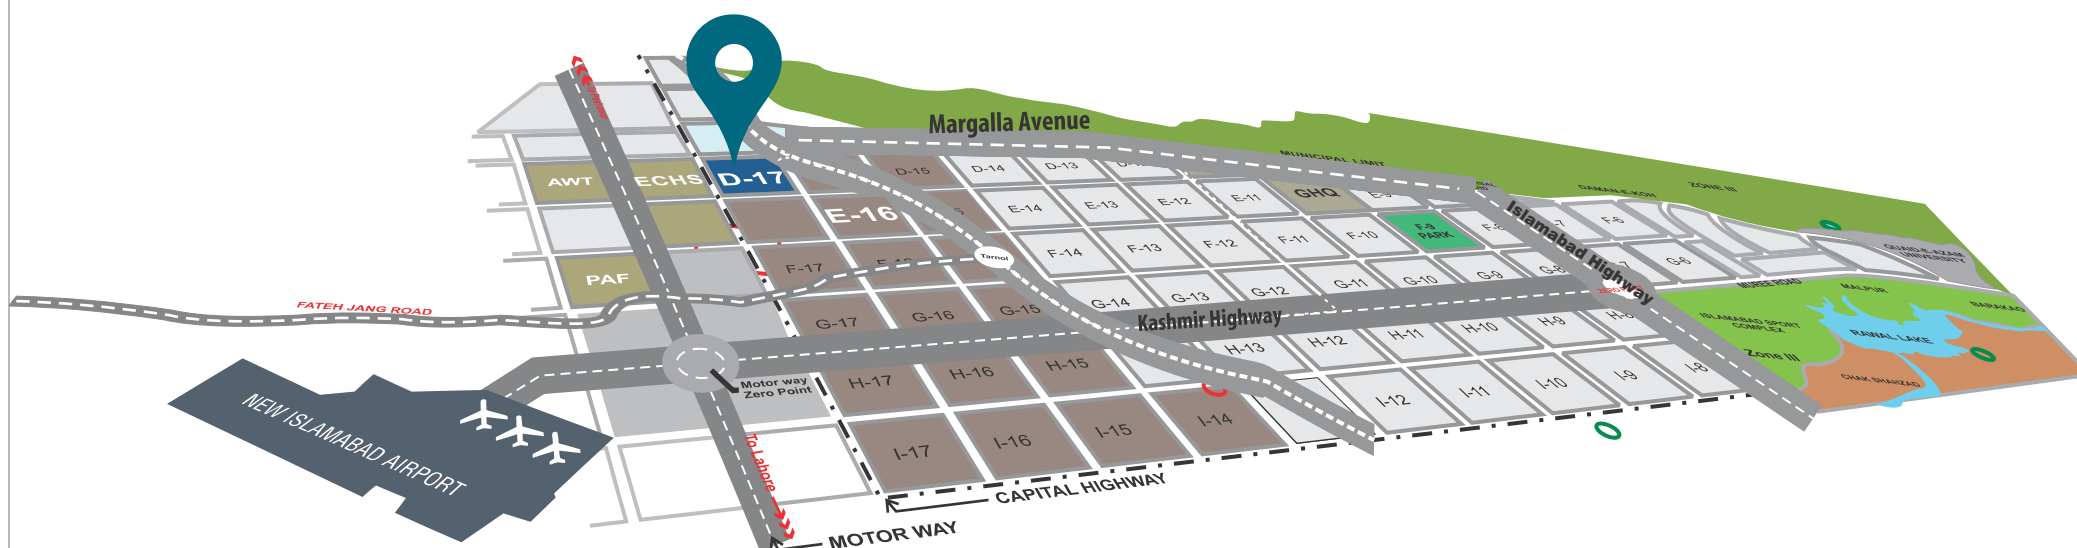 Margalla Avenue
MUNICIPAL LIMIT
DAMAN-E-KOH
ZONE III
AWT
ECHS
D-17
D-15
D-14
D-13
E-16
E-14
E-13
E-12
E-11
GHQ
E-9
Islamabad Highway
F-6
F-17
Tarnol
F-14
F-13
F-12
F-11
F-10
F-9
PARK
G-6
QUAID-E-AZAM
UNIVERSITY
PAF
FATEH JANG ROAD
G-17
G-16
G-15
G-14
G-13
G-12
G-11
G-10
G-9
G-8
MUREE ROAD
MALPUR
BARAKAO
Kashmir Highway
ISLAMABAD SPORT
COMPLEX
RAWAL LAKE
Zone III
CHAK SHAHZAD
H-17
H-16
H-15
H-13
H-12
H-11
H-10
H-9
Motor way
Zero Point
NEW ISLAMABAD AIRPORT
I-17
I-16
I-15
I-14
I-12
I-11
I-10
I-9
I-8
To Lahore
CAPITAL HIGHWAY
MOTOR WAY